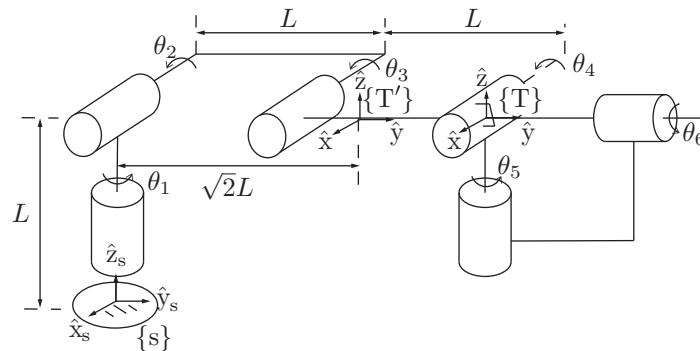 L L
θ₂ θ₃ θ₄
ẑ {T′} ẑ {T}
x̂ ŷ x̂ ŷ θ₆
θ₁ θ₅
L √2L
ẑₛ
ŷₛ
x̂ₛ {s}